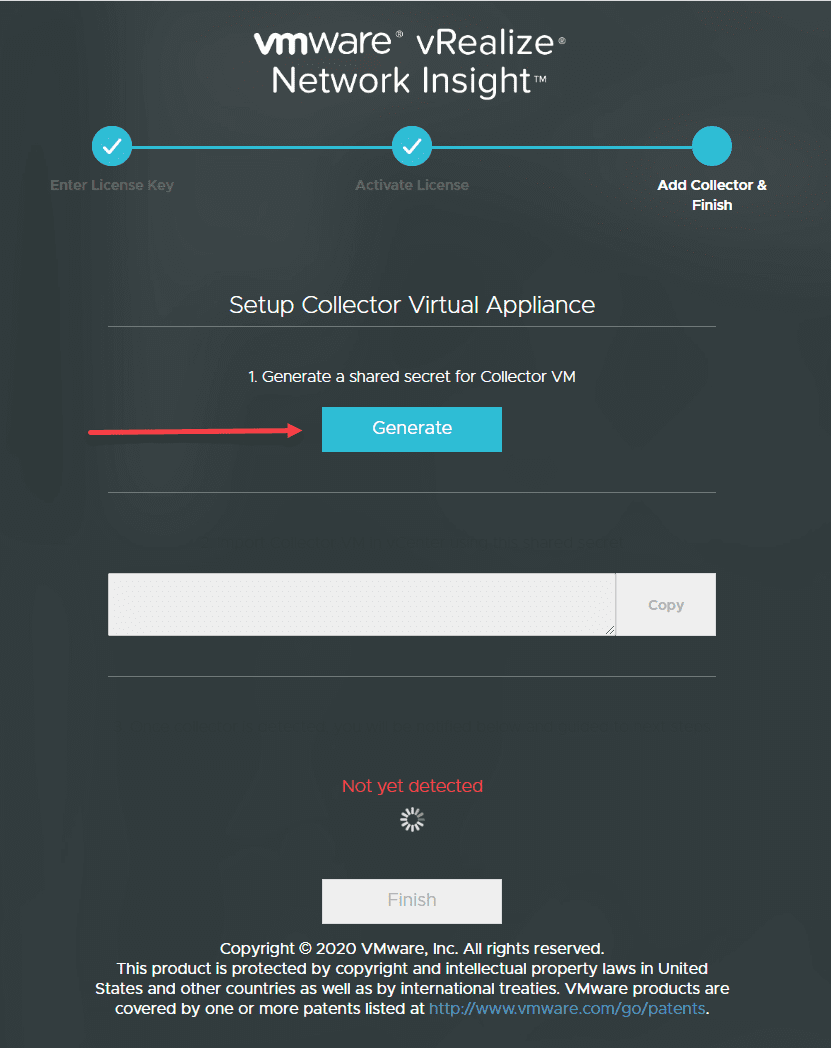 vmware® vRealize®
Network Insight™
Enter License Key
Activate License
Add Collector &
Finish
Setup Collector Virtual Appliance
1. Generate a shared secret for Collector VM
Generate
Copy
Not yet detected
Finish
Copyright © 2020 VMware, Inc. All rights reserved.
This product is protected by copyright and intellectual property laws in United
States and other countries as well as by international treaties. VMware products are
covered by one or more patents listed at http://www.vmware.com/go/patents.